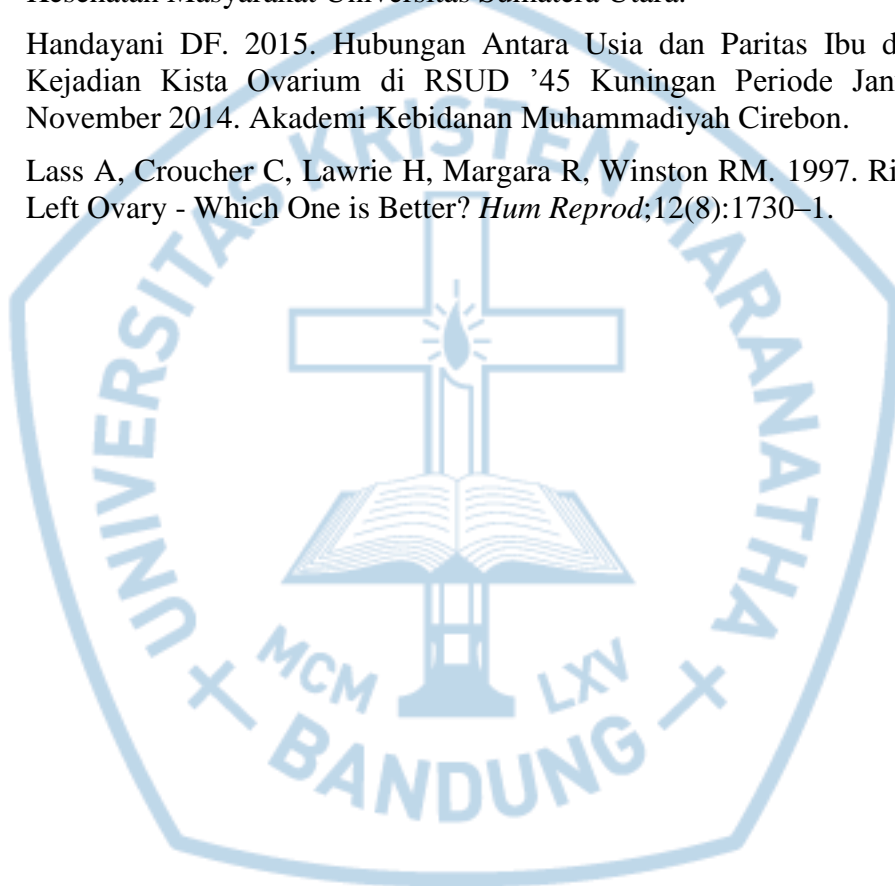 Kesehatan Masyarakat Universitas Sumatera Utara.
Handayani DF. 2015. Hubungan Antara Usia dan Paritas Ibu d
Kejadian Kista Ovarium di RSUD ’45 Kuningan Periode Jan
November 2014. Akademi Kebidanan Muhammadiyah Cirebon.
Lass A, Croucher C, Lawrie H, Margara R, Winston RM. 1997. Ri
Left Ovary - Which One is Better? Hum Reprod;12(8):1730–1.
UNIVERSITAS KRISTEN MARANATHA
MCM LXV
BANDUNG